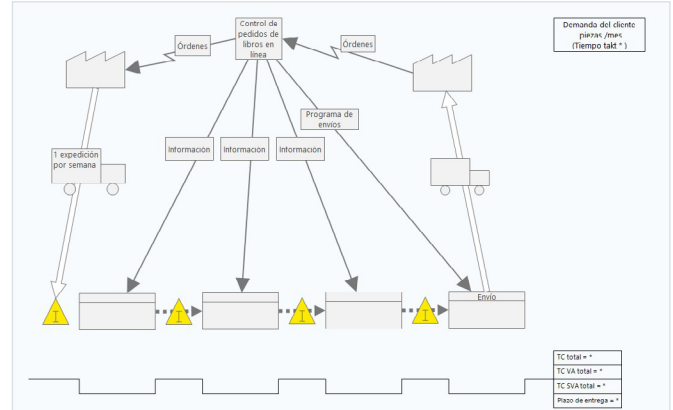 Control de
pedidos de
libros en
línea
Órdenes
Órdenes
Demanda del cliente
piezas /mes
(Tiempo takt * )
Programa de
envíos
Información
Información
Información
1 expedición
por semana
I
I
I
I
Envío
TC total = *
TC VA total = *
TC SVA total = *
Plazo de entrega = *